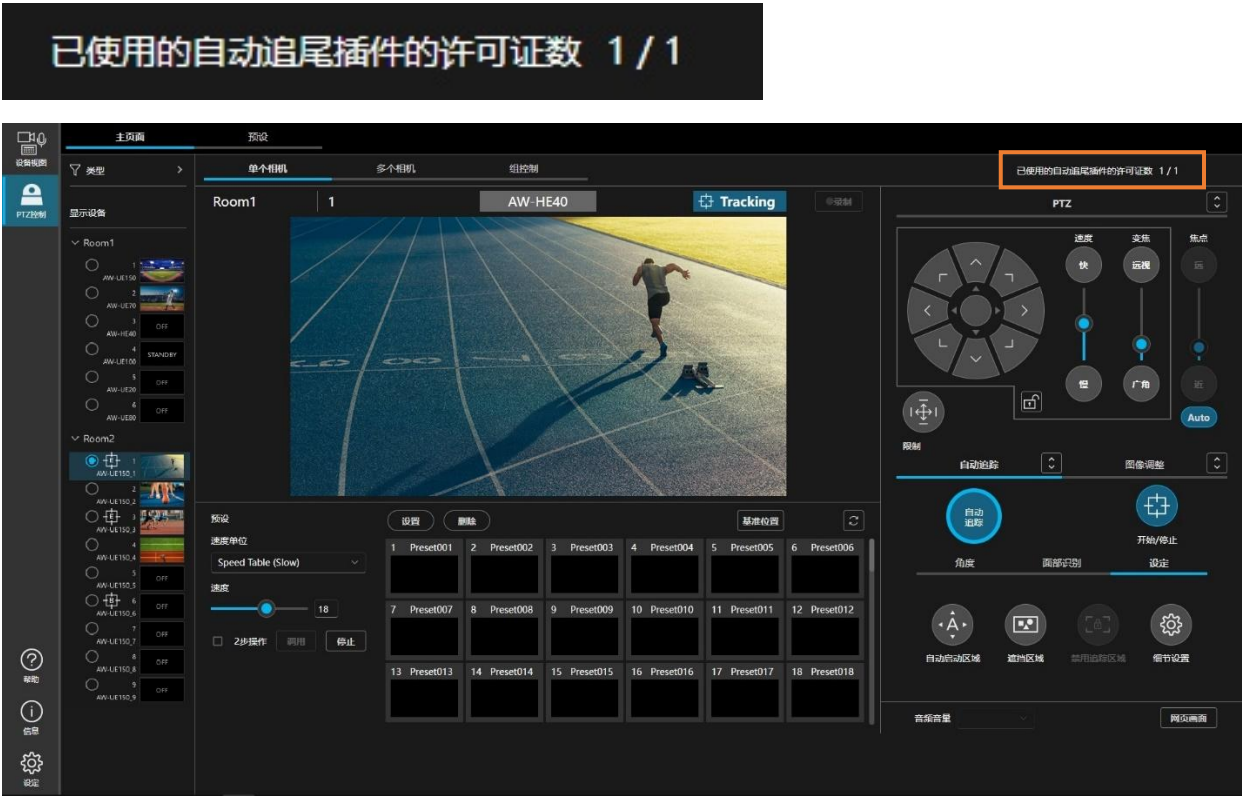 已使用的自动追尾插件的许可证数 1 / 1
主页面
预设
设备视图
PTZ控制
类型
显示设备
Room1
1
AW-UE150
2
AW-UE70
3
AW-HE40
OFF
4
AW-UE100
STANDBY
5
AW-UE20
OFF
4
AW-UE80
OFF
Room2
1
AW-UE150_1
2
AW-UE150_2
3
AW-UE150_3
4
AW-UE150_4
5
AW-UE150_5
OFF
6
AW-UE150_6
OFF
7
AW-UE150_7
OFF
8
AW-UE150_8
OFF
9
AW-UE150_9
OFF
帮助
信息
设定
单个相机
多个相机
组控制
已使用的自动追尾插件的许可证数 1 / 1
Room1
1
AW-HE40
Tracking
录制
预设
设置
删除
基准位置
速度单位
Speed Table (Slow)
速度
18
2步操作
调用
停止
1 Preset001
2 Preset002
3 Preset003
4 Preset004
5 Preset005
6 Preset006
7 Preset007
8 Preset008
9 Preset009
10 Preset010
11 Preset011
12 Preset012
13 Preset013
14 Preset014
15 Preset015
16 Preset016
17 Preset017
18 Preset018
PTZ
速度
变焦
焦点
快
远视
远
慢
广角
近
Auto
限制
自动追踪
图像调整
自动
追踪
开始/停止
角度
面部识别
设定
自动启动区域
遮挡区域
禁用追踪区域
细节设置
音频音量
网页画面